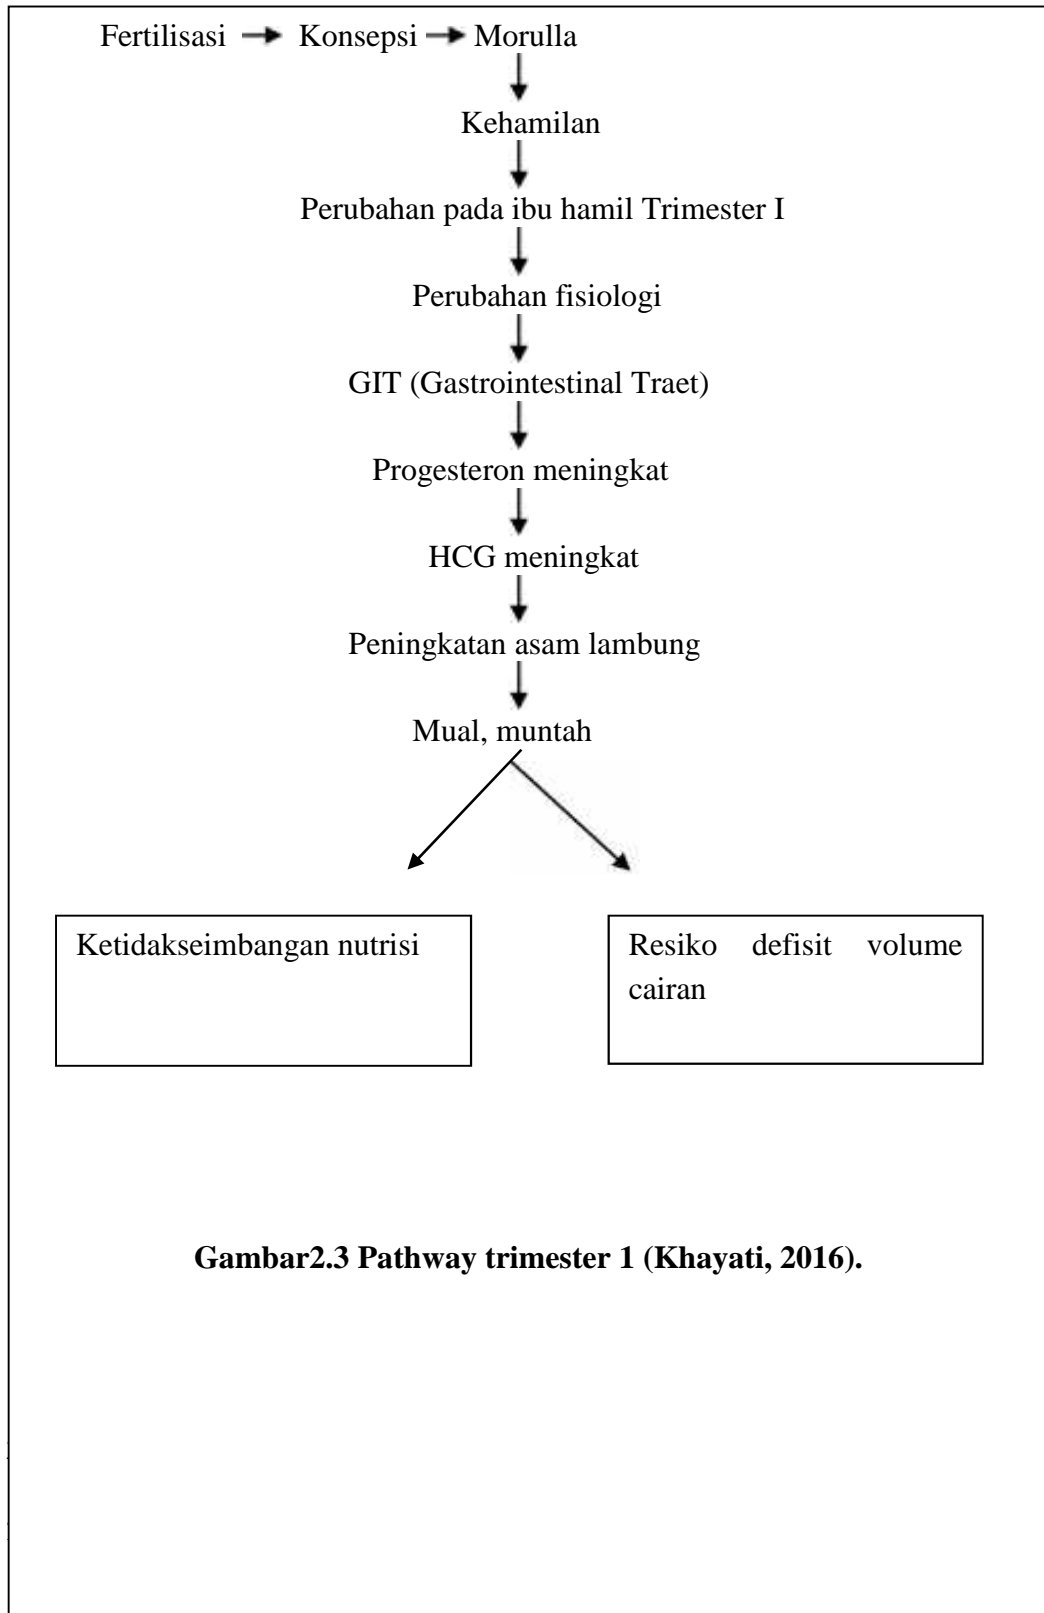 Fertilisasi Konsepsi Morulla
Kehamilan
Perubahan pada ibu hamil Trimester I
Perubahan fisiologi
GIT (Gastrointestinal Traet)
Progesteron meningkat
HCG meningkat
Peningkatan asam lambung
Mual, muntah
Ketidakseimbangan nutrisi
Resiko defisit volume
cairan
Gambar2.3 Pathway trimester 1 (Khayati, 2016).